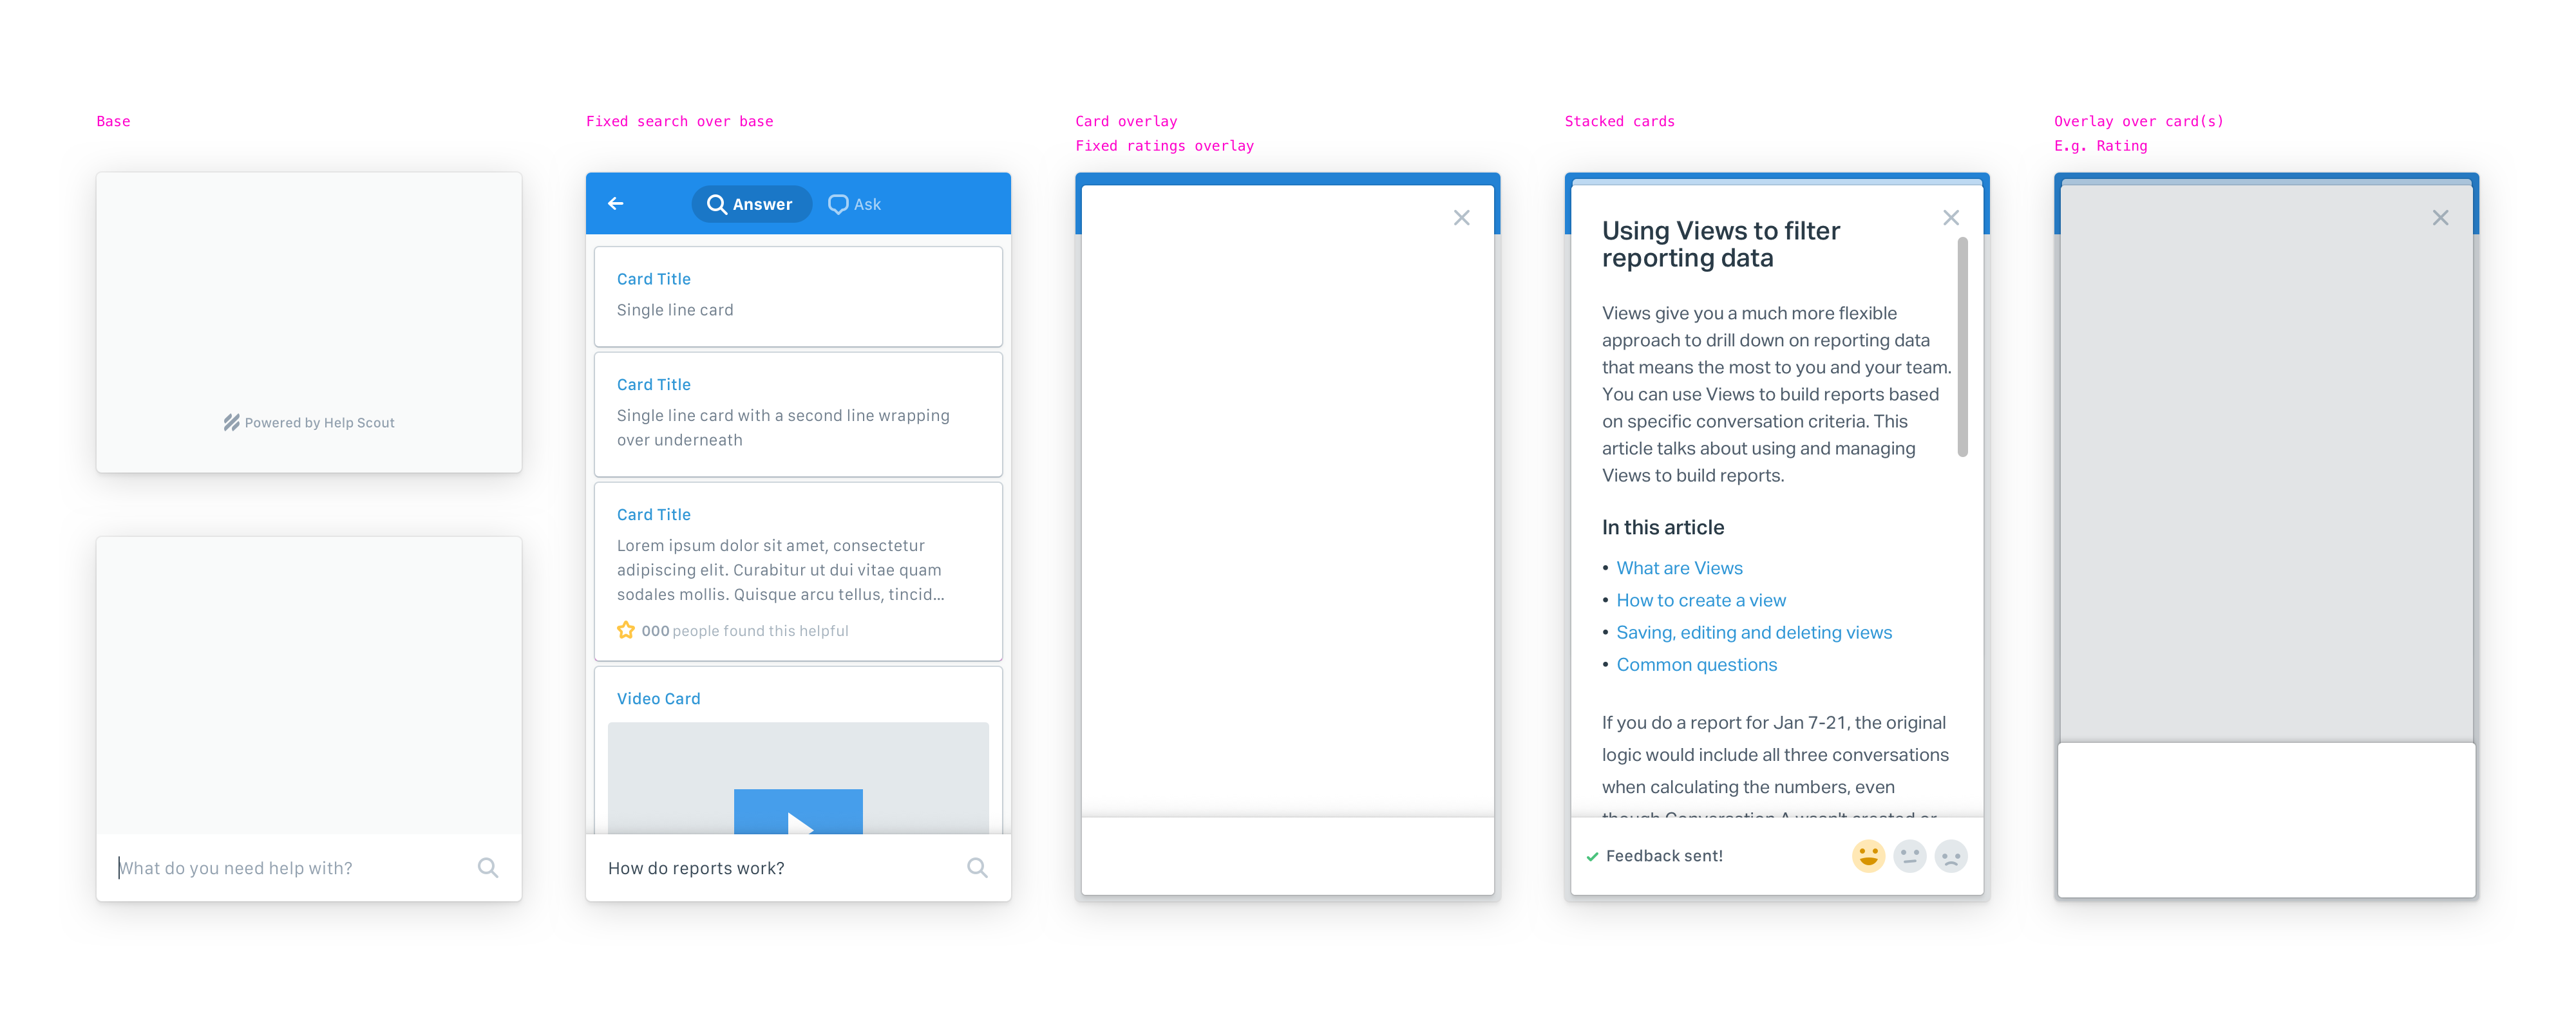 Base
Powered by Help Scout
What do you need help with?
Fixed search over base
Answer
Ask
Card Title
Single line card
Card Title
Single line card with a second line wrapping
over underneath
Card Title
Lorem ipsum dolor sit amet, consectetur
adipiscing elit. Curabitur ut dui vitae quam
sodales mollis. Quisque arcu tellus, tincid...
000 people found this helpful
Video Card
How do reports work?
Card overlay
Fixed ratings overlay
Stacked cards
Using Views to filter
reporting data
Views give you a much more flexible
approach to drill down on reporting data
that means the most to you and your team.
You can use Views to build reports based
on specific conversation criteria. This
article talks about using and managing
Views to build reports.
In this article
• What are Views
• How to create a view
• Saving, editing and deleting views
• Common questions
If you do a report for Jan 7-21, the original
logic would include all three conversations
when calculating the numbers, even
though Conversation A wasn't created or
Feedback sent!
Overlay over card(s)
E.g. Rating